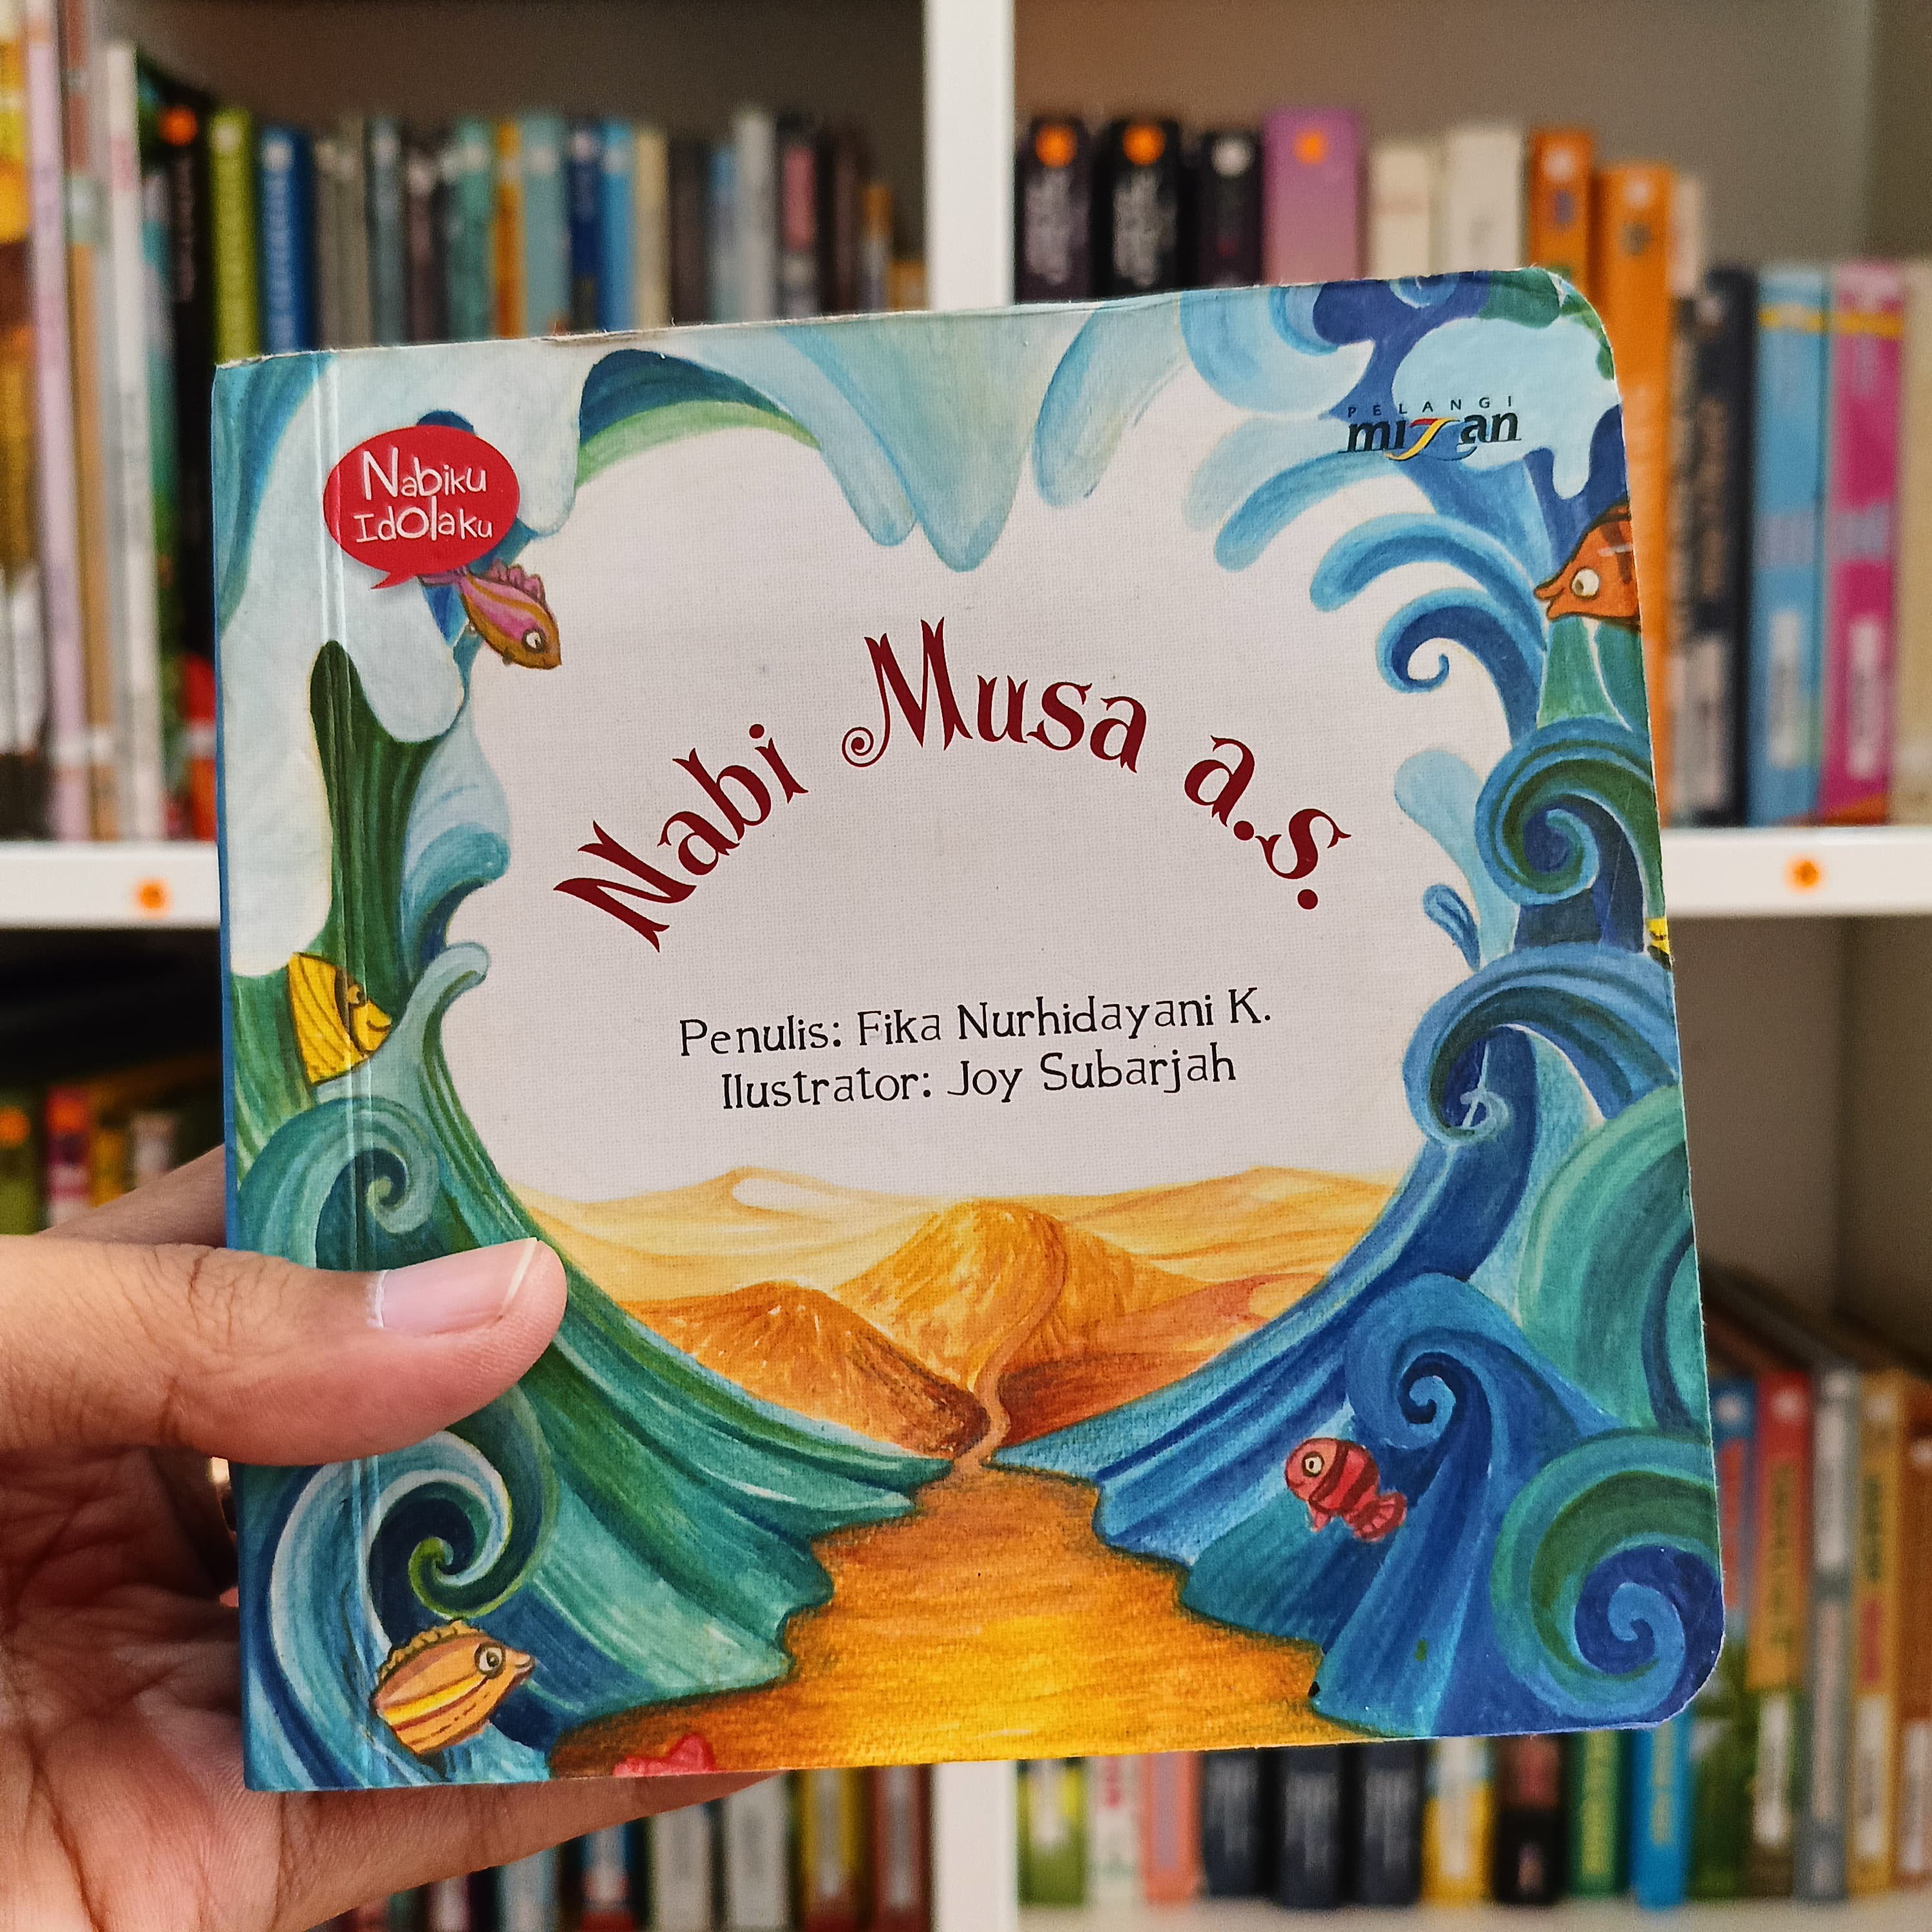 Nabiku
Idolaku
PELANGI
mizan
Nabi Musa a.s.
Penulis: Fika Nurhidayani K.
Ilustrator: Joy Subarjah